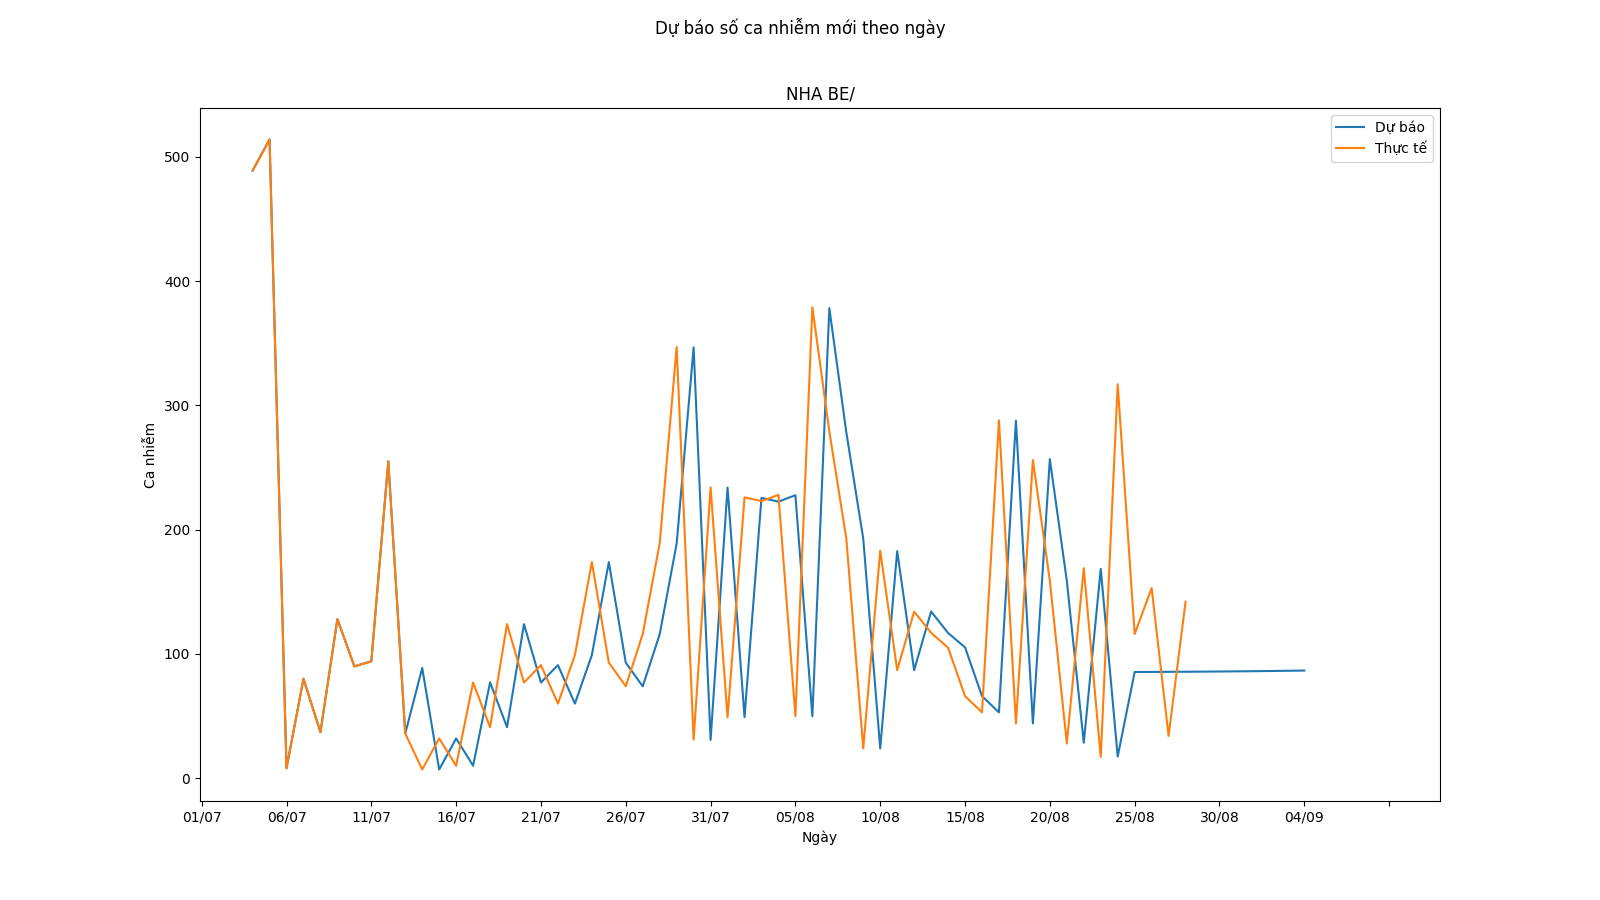 Dự báo số ca nhiễm mới theo ngày
NHA BE/
Dự báo
Thực tế
500
400
300
200
100
0
Ca nhiễm
01/07 06/07 11/07 16/07 21/07 26/07 31/07 05/08 10/08 15/08 20/08 25/08 30/08 04/09
Ngày